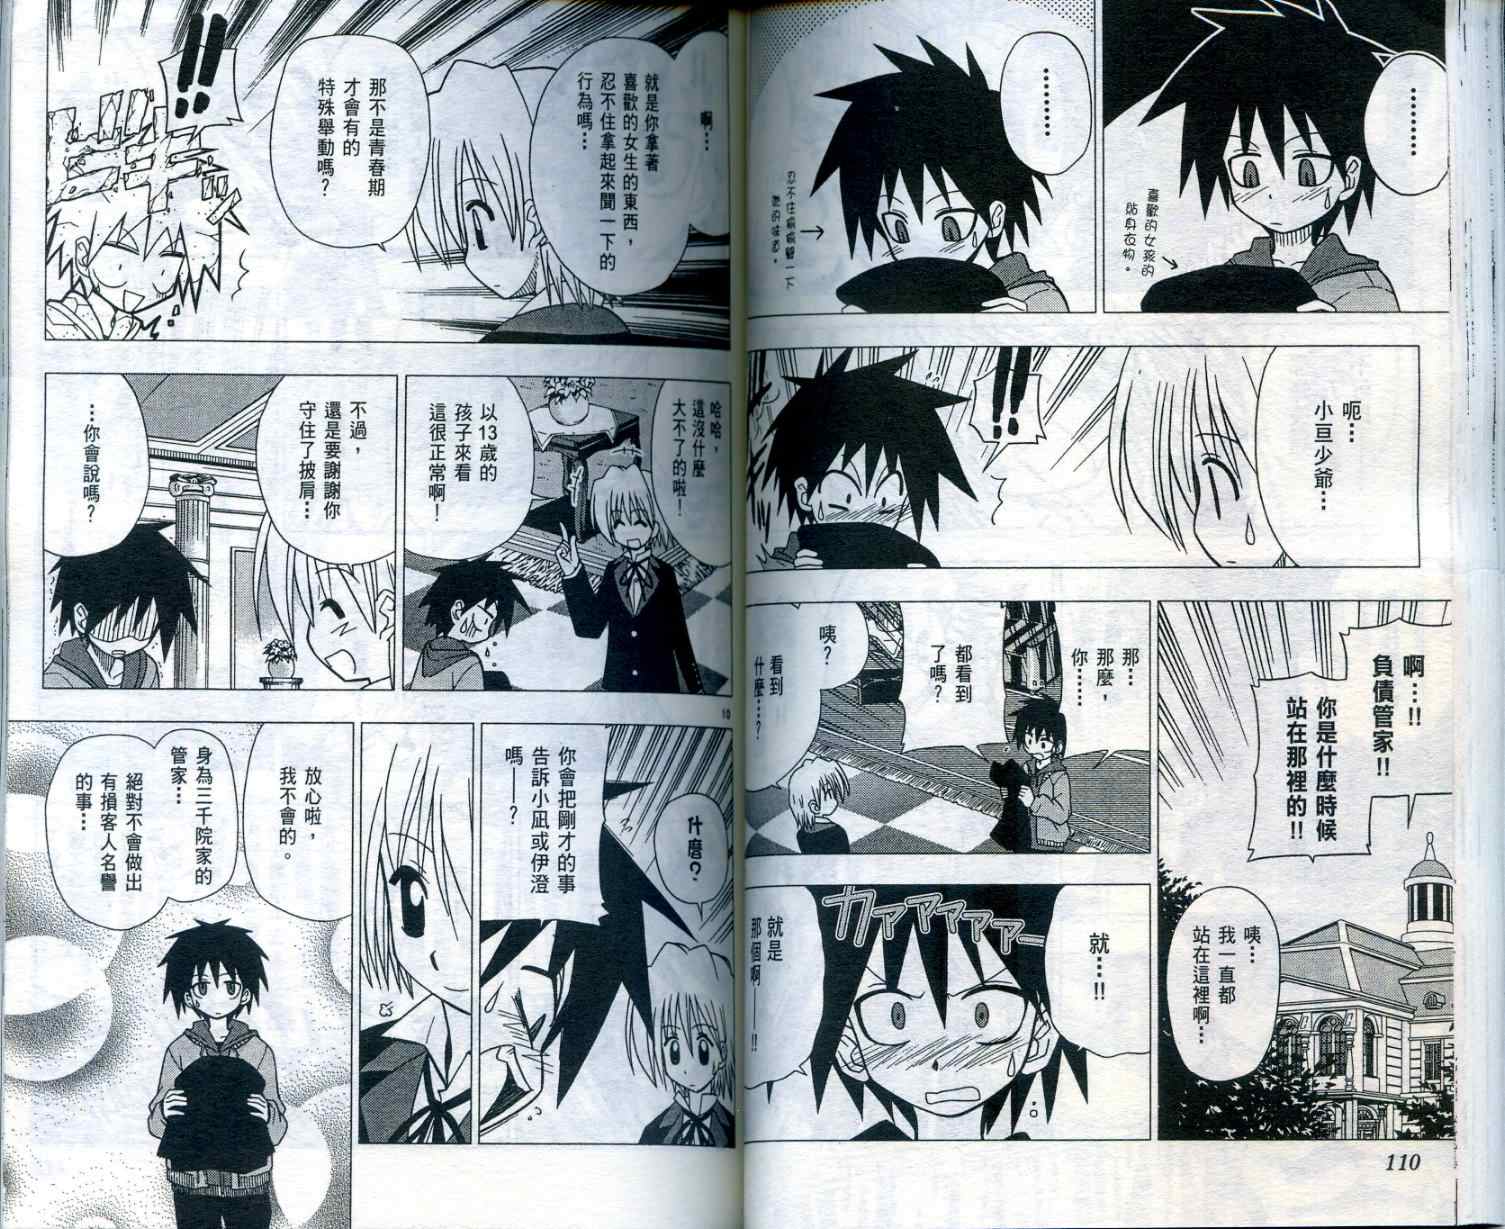 ………
喜歡的女孩的
貼身衣物。
………
忍不住偷偷聞一下
她的味道。
呃…
小亘少爺…
!!
啊…!!
負債管家!!
你是什麼時候
站在那裡的!!
咦…
我一直都
站在這裡啊…
那…
那麼，
你……
都看到
了嗎？
咦？
看到
什麼…？
就…!!
カァァァァァァー
就是
那個啊——!!
110
啊…
就是你拿著
喜歡的女生的東西，
忍不住拿起來聞一下的
行為嗎…
那不是青春期
才會有的
特殊舉動嗎？
!!
哈哈，
這沒什麼
大不了的啦！
以13歲的
孩子來看
這很正常啊！
不過，
還是要謝謝你
守住了披肩…
…你會說嗎？
什麼？
你會把剛才的事
告訴小凪或伊澄
嗎——？
放心啦，
我不會的。
身為三千院家的
管家…
絕對不會做出
有損客人名譽
的事…